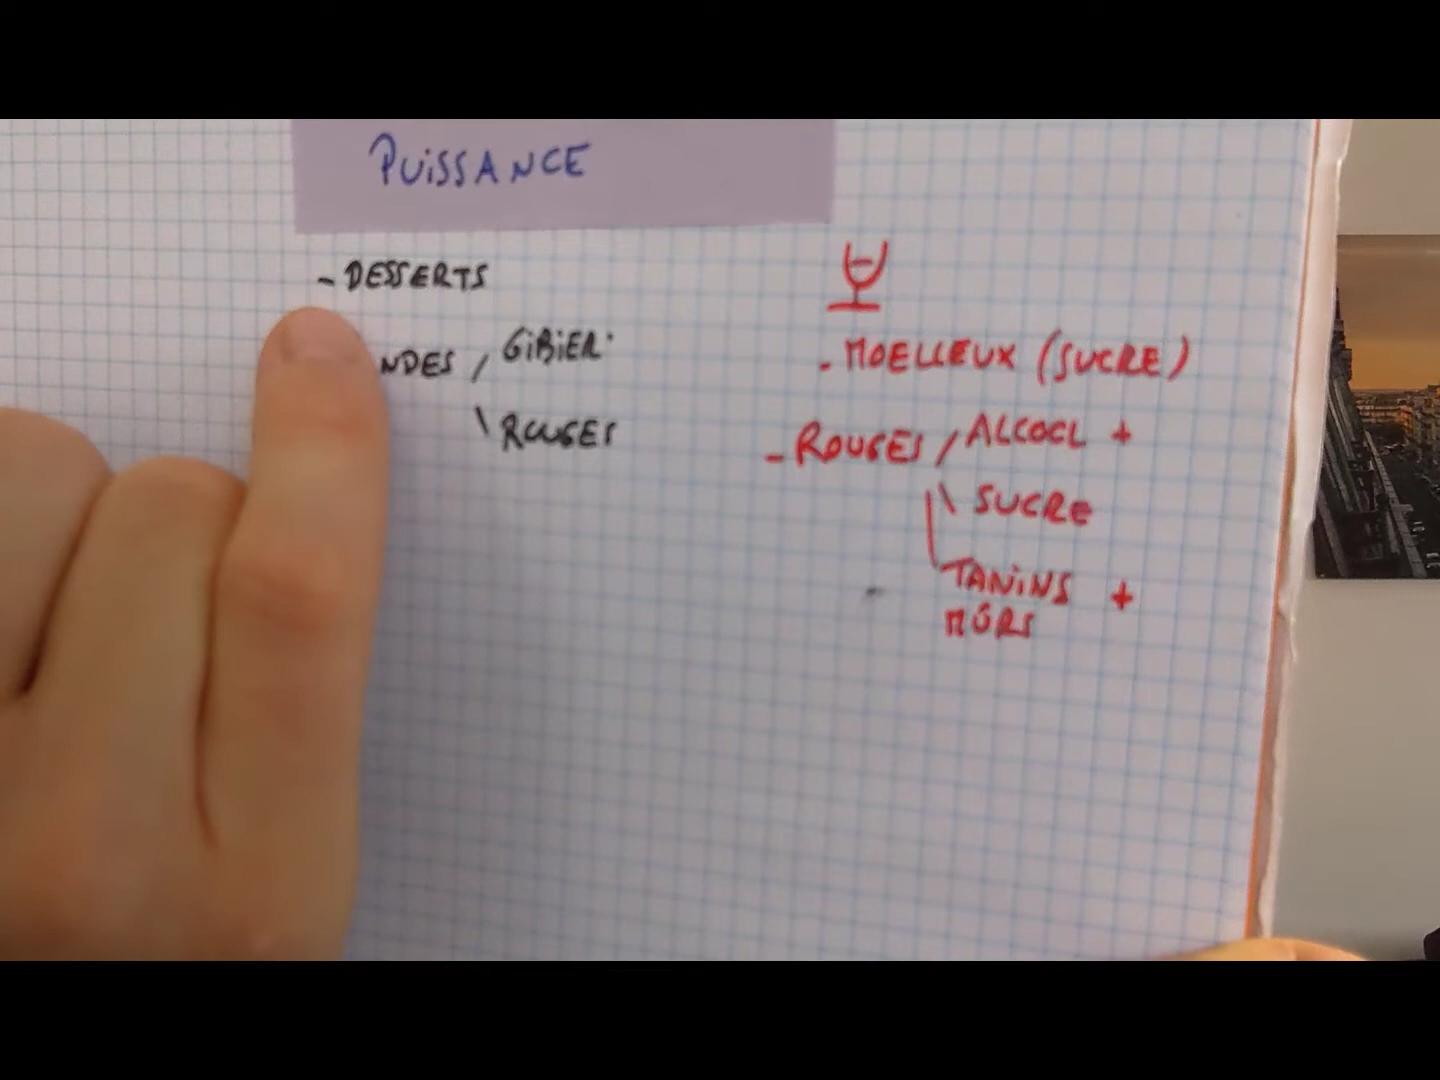 PUISSANCE
- DESSERTS
NDES / GIBIER.
\ ROUGES
- MOELLEUX (SUCRE)
- ROUGES / ALCOOL +
\ SUCRE
TANINS +
MÛRS